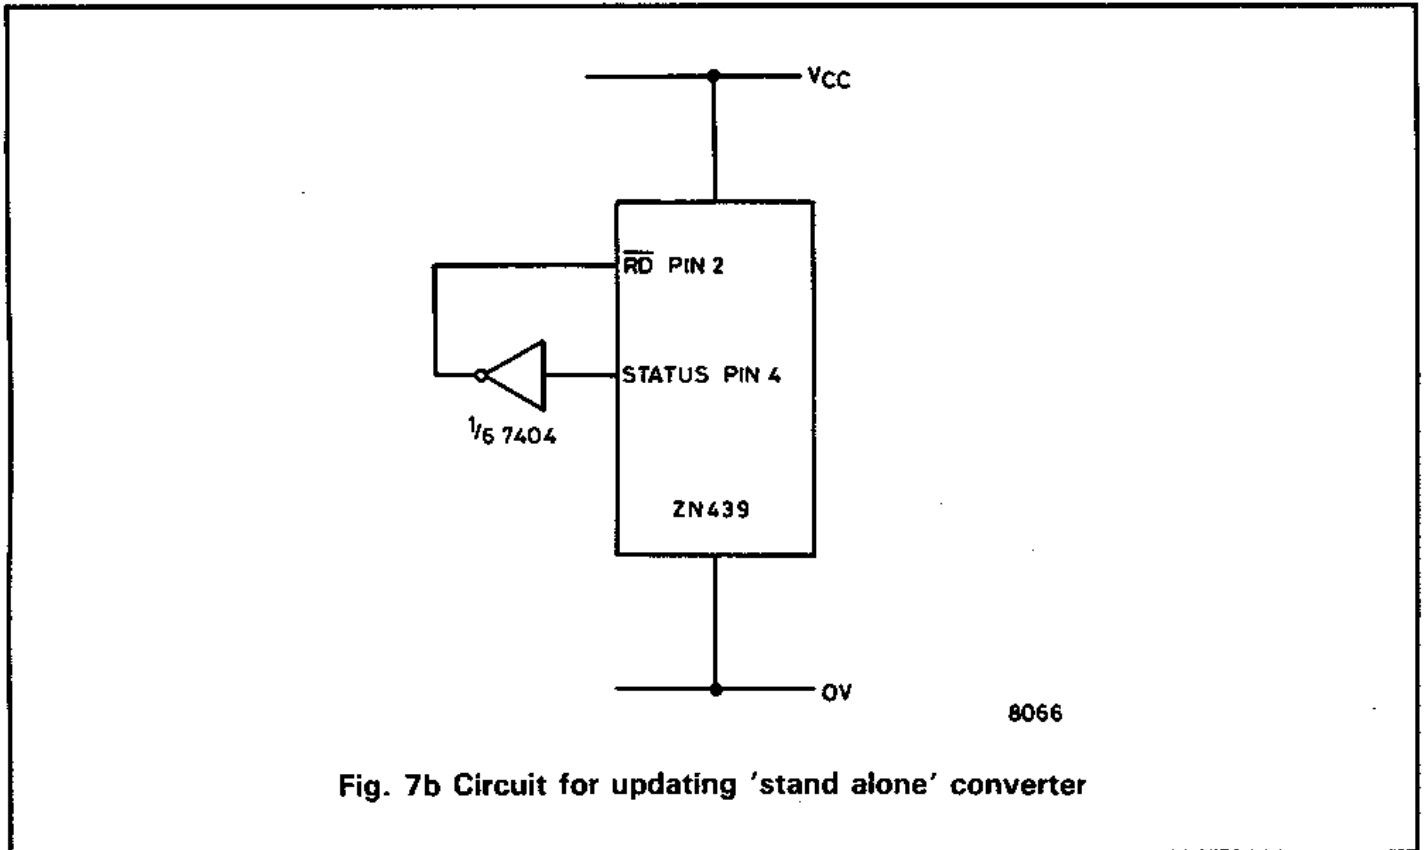 VCC
R̅D̅ PIN 2
STATUS PIN 4
1/6 7404
ZN439
0V
8066
Fig. 7b Circuit for updating 'stand alone' converter